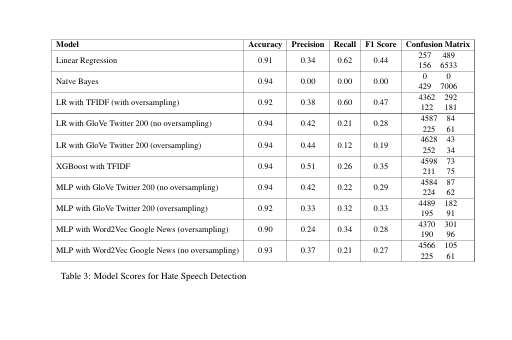 Model Accuracy Precision Recall F1 Score Confusion Matrix
Linear Regression 0.91 0.34 0.62 0.44 257 489
156 6533
Naïve Bayes 0.94 0.00 0.00 0.00 0 0
429 7006
LR with TFIDF (with oversampling) 0.92 0.38 0.60 0.47 4362 292
122 181
LR with GloVe Twitter 200 (no oversampling) 0.94 0.42 0.21 0.28 4587 84
225 61
LR with GloVe Twitter 200 (oversampling) 0.94 0.44 0.12 0.19 4628 43
252 34
XGBoost with TFIDF 0.94 0.51 0.26 0.35 4598 73
211 75
MLP with GloVe Twitter 200 (no oversampling) 0.94 0.42 0.22 0.29 4584 87
224 62
MLP with GloVe Twitter 200 (oversampling) 0.92 0.33 0.32 0.33 4489 182
195 91
MLP with Word2Vec Google News (oversampling) 0.90 0.24 0.34 0.28 4370 301
190 96
MLP with Word2Vec Google News (no oversampling) 0.93 0.37 0.21 0.27 4566 105
225 61
Table 3: Model Scores for Hate Speech Detection